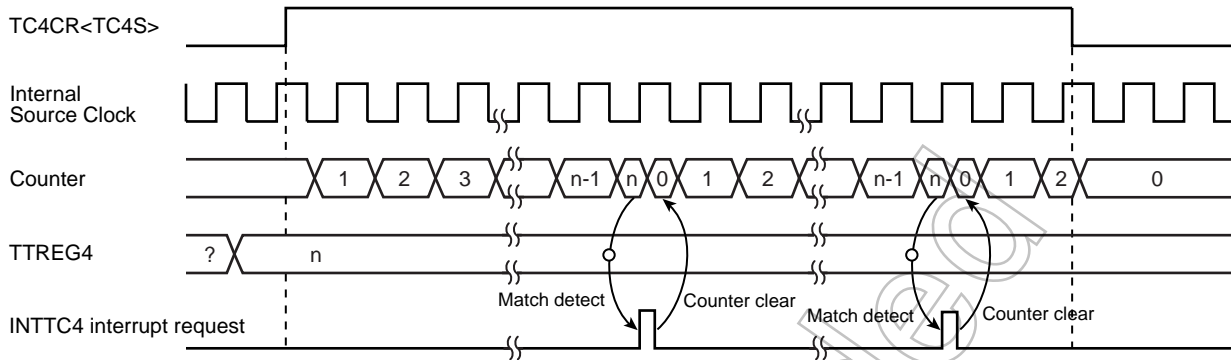 TC4CR<TC4S>
Internal
Source Clock
Counter 1 2 3 n-1 n 0 1 2 n-1 n 0 1 2 0
TTREG4 ? n
Match detect Counter clear Match detect Counter clear
INTTC4 interrupt request